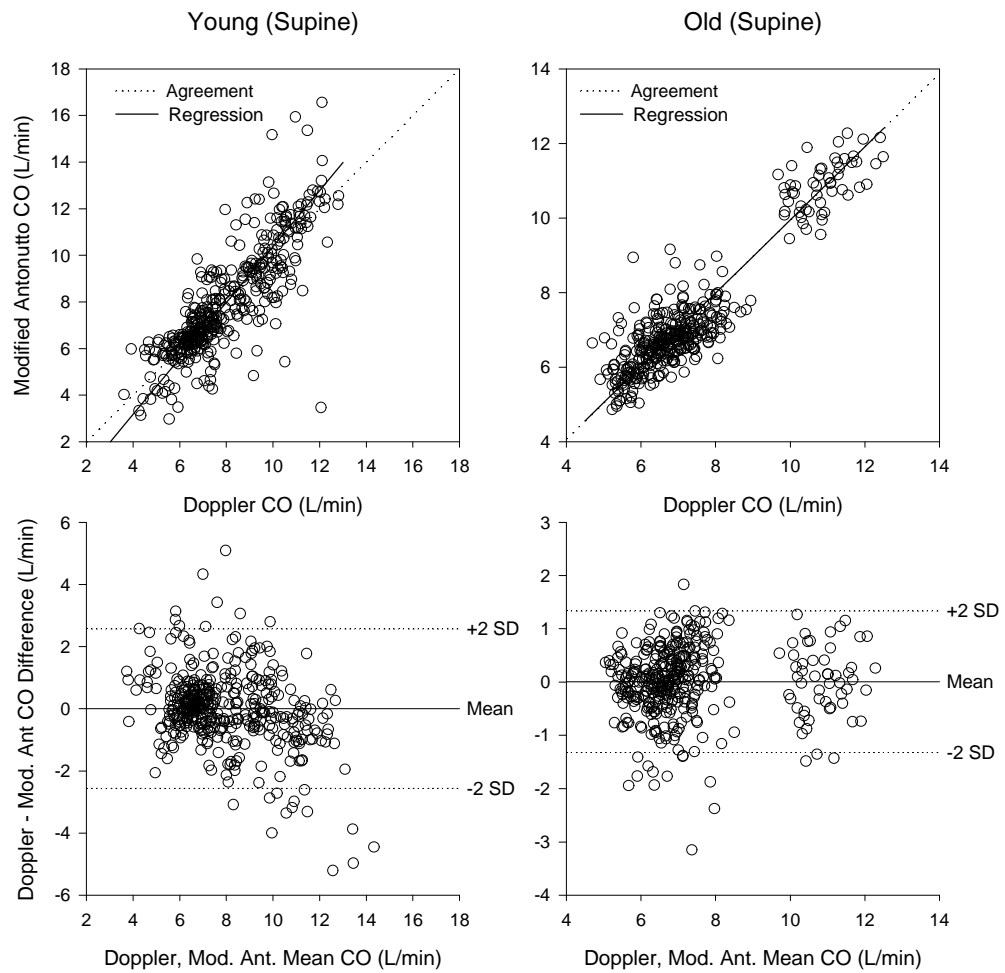 Young (Supine)
Old (Supine)
Modified Antonutto CO (L/min)
18
16
14
12
10
8
6
4
2
Agreement
Regression
2 4 6 8 10 12 14 16 18
Doppler CO (L/min)
14
12
10
8
6
4
Agreement
Regression
4 6 8 10 12 14
Doppler CO (L/min)
Doppler - Mod. Ant CO Difference (L/min)
6
4
2
0
-2
-4
-6
+2 SD
Mean
-2 SD
2 4 6 8 10 12 14 16 18
Doppler, Mod. Ant. Mean CO (L/min)
3
2
1
0
-1
-2
-3
-4
+2 SD
Mean
-2 SD
4 6 8 10 12 14
Doppler, Mod. Ant. Mean CO (L/min)